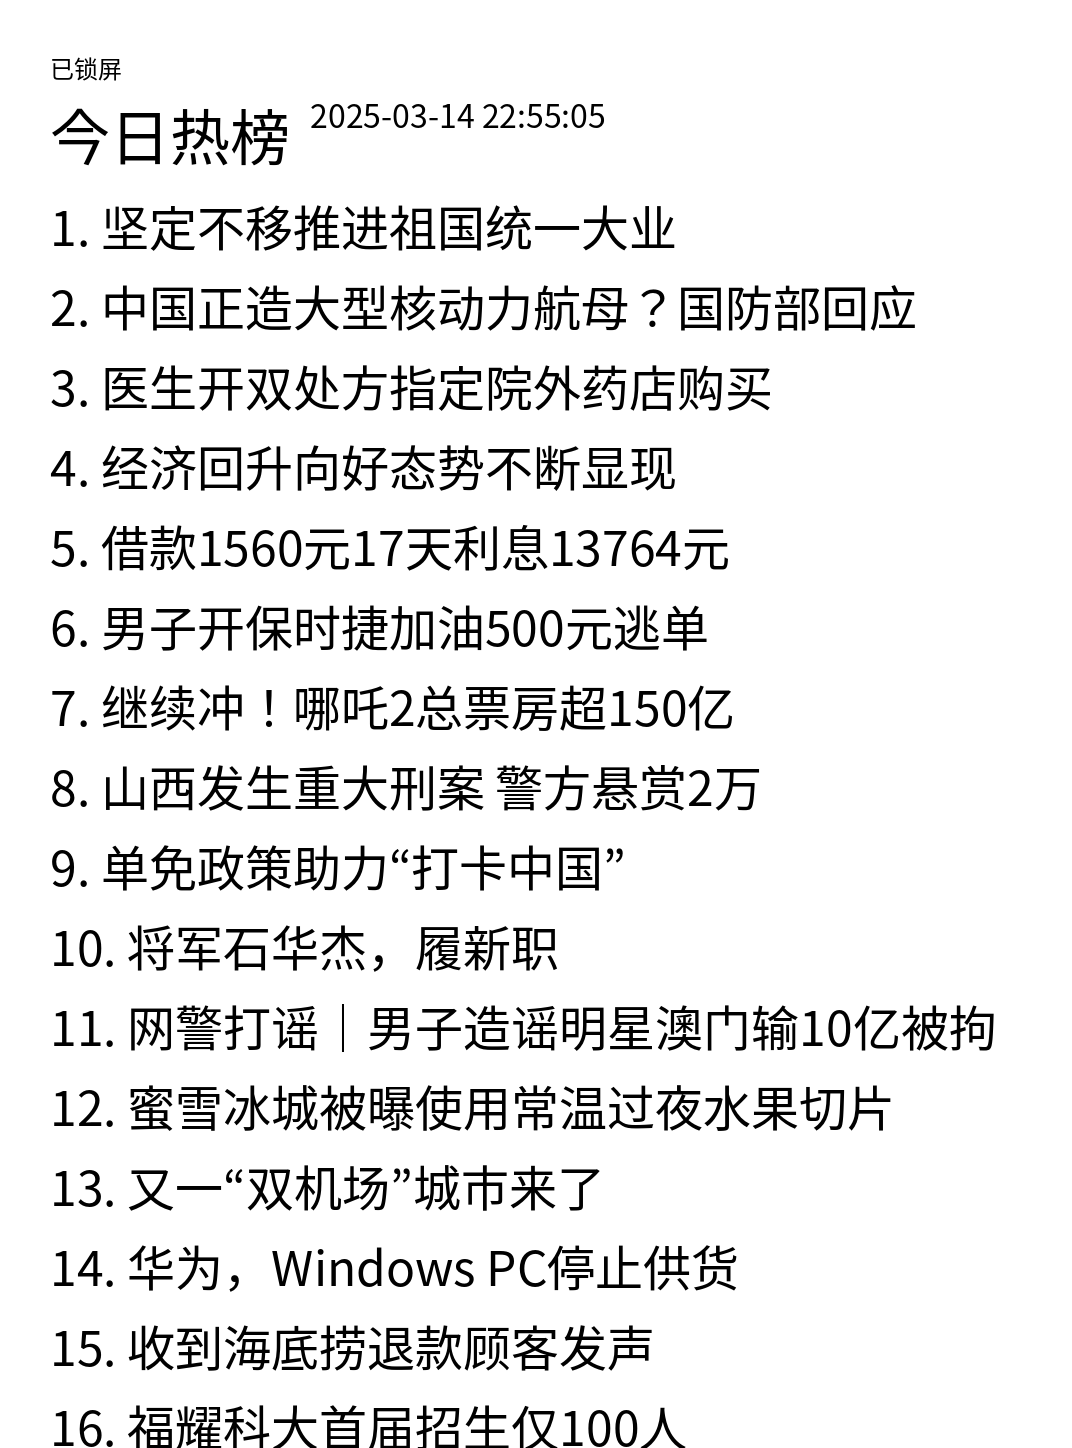 已锁屏
今日热榜 2025-03-14 22:55:05
1. 坚定不移推进祖国统一大业
2. 中国正造大型核动力航母？国防部回应
3. 医生开双处方指定院外药店购买
4. 经济回升向好态势不断显现
5. 借款1560元17天利息13764元
6. 男子开保时捷加油500元逃单
7. 继续冲！哪吒2总票房超150亿
8. 山西发生重大刑案 警方悬赏2万
9. 单免政策助力“打卡中国”
10. 将军石华杰，履新职
11. 网警打谣｜男子造谣明星澳门输10亿被拘
12. 蜜雪冰城被曝使用常温过夜水果切片
13. 又一“双机场”城市来了
14. 华为，Windows PC停止供货
15. 收到海底捞退款顾客发声
16. 福耀科大首届招生仅100人